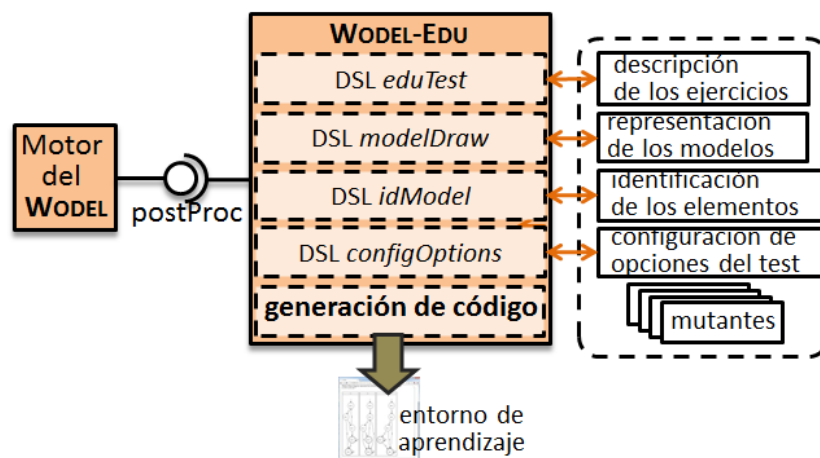 WODEL-EDU
DSL eduTest
DSL modelDraw
DSL idModel
DSL configOptions
generación de código
Motor
del
WODEL
postProc
descripción
de los ejercicios
representación
de los modelos
identificación
de los elementos
configuración de
opciones del test
mutantes
entorno de
aprendizaje